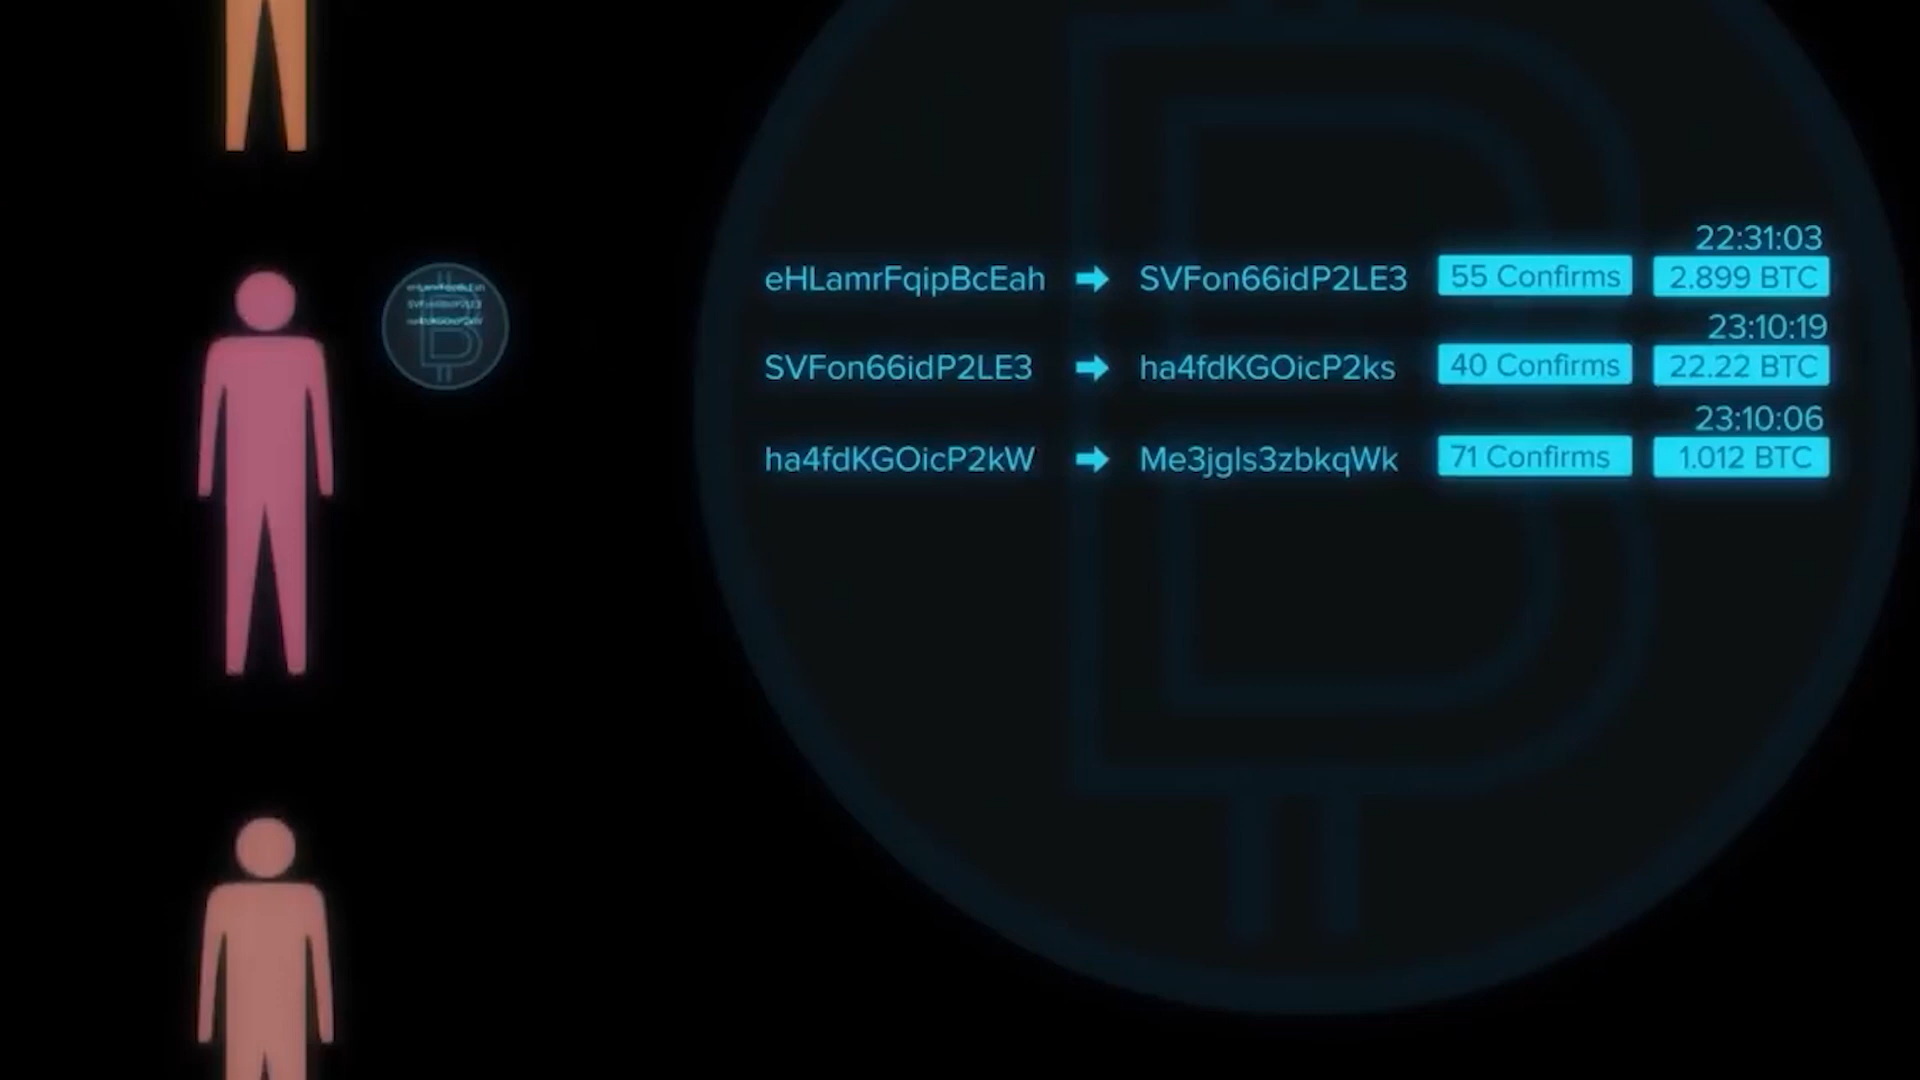 22:31:03
eHLamrFqipBcEah ➡ SVFon66idP2LE3 55 Confirms 2.899 BTC
23:10:19
SVFon66idP2LE3 ➡ ha4fdKGOicP2ks 40 Confirms 22.22 BTC
23:10:06
ha4fdKGOicP2kW ➡ Me3jgls3zbkqWk 71 Confirms 1.012 BTC